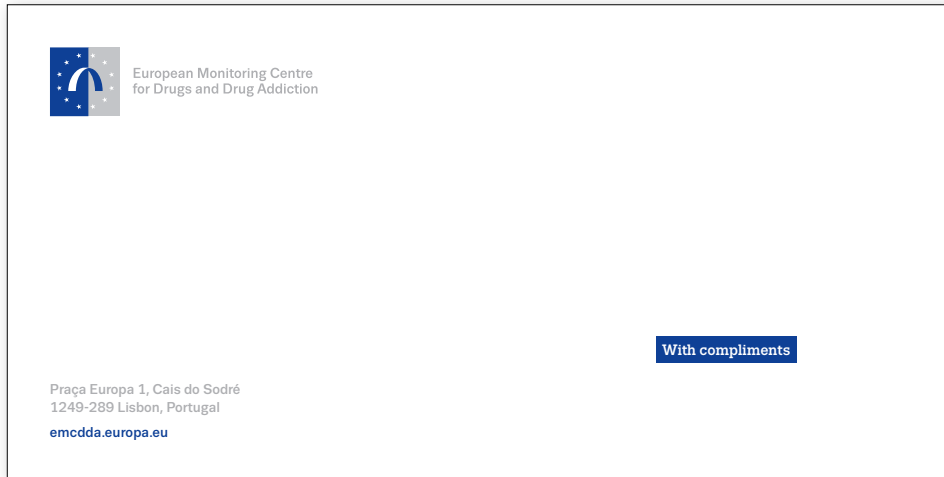 European Monitoring Centre
for Drugs and Drug Addiction
With compliments
Praça Europa 1, Cais do Sodré
1249-289 Lisbon, Portugal
emcdda.europa.eu